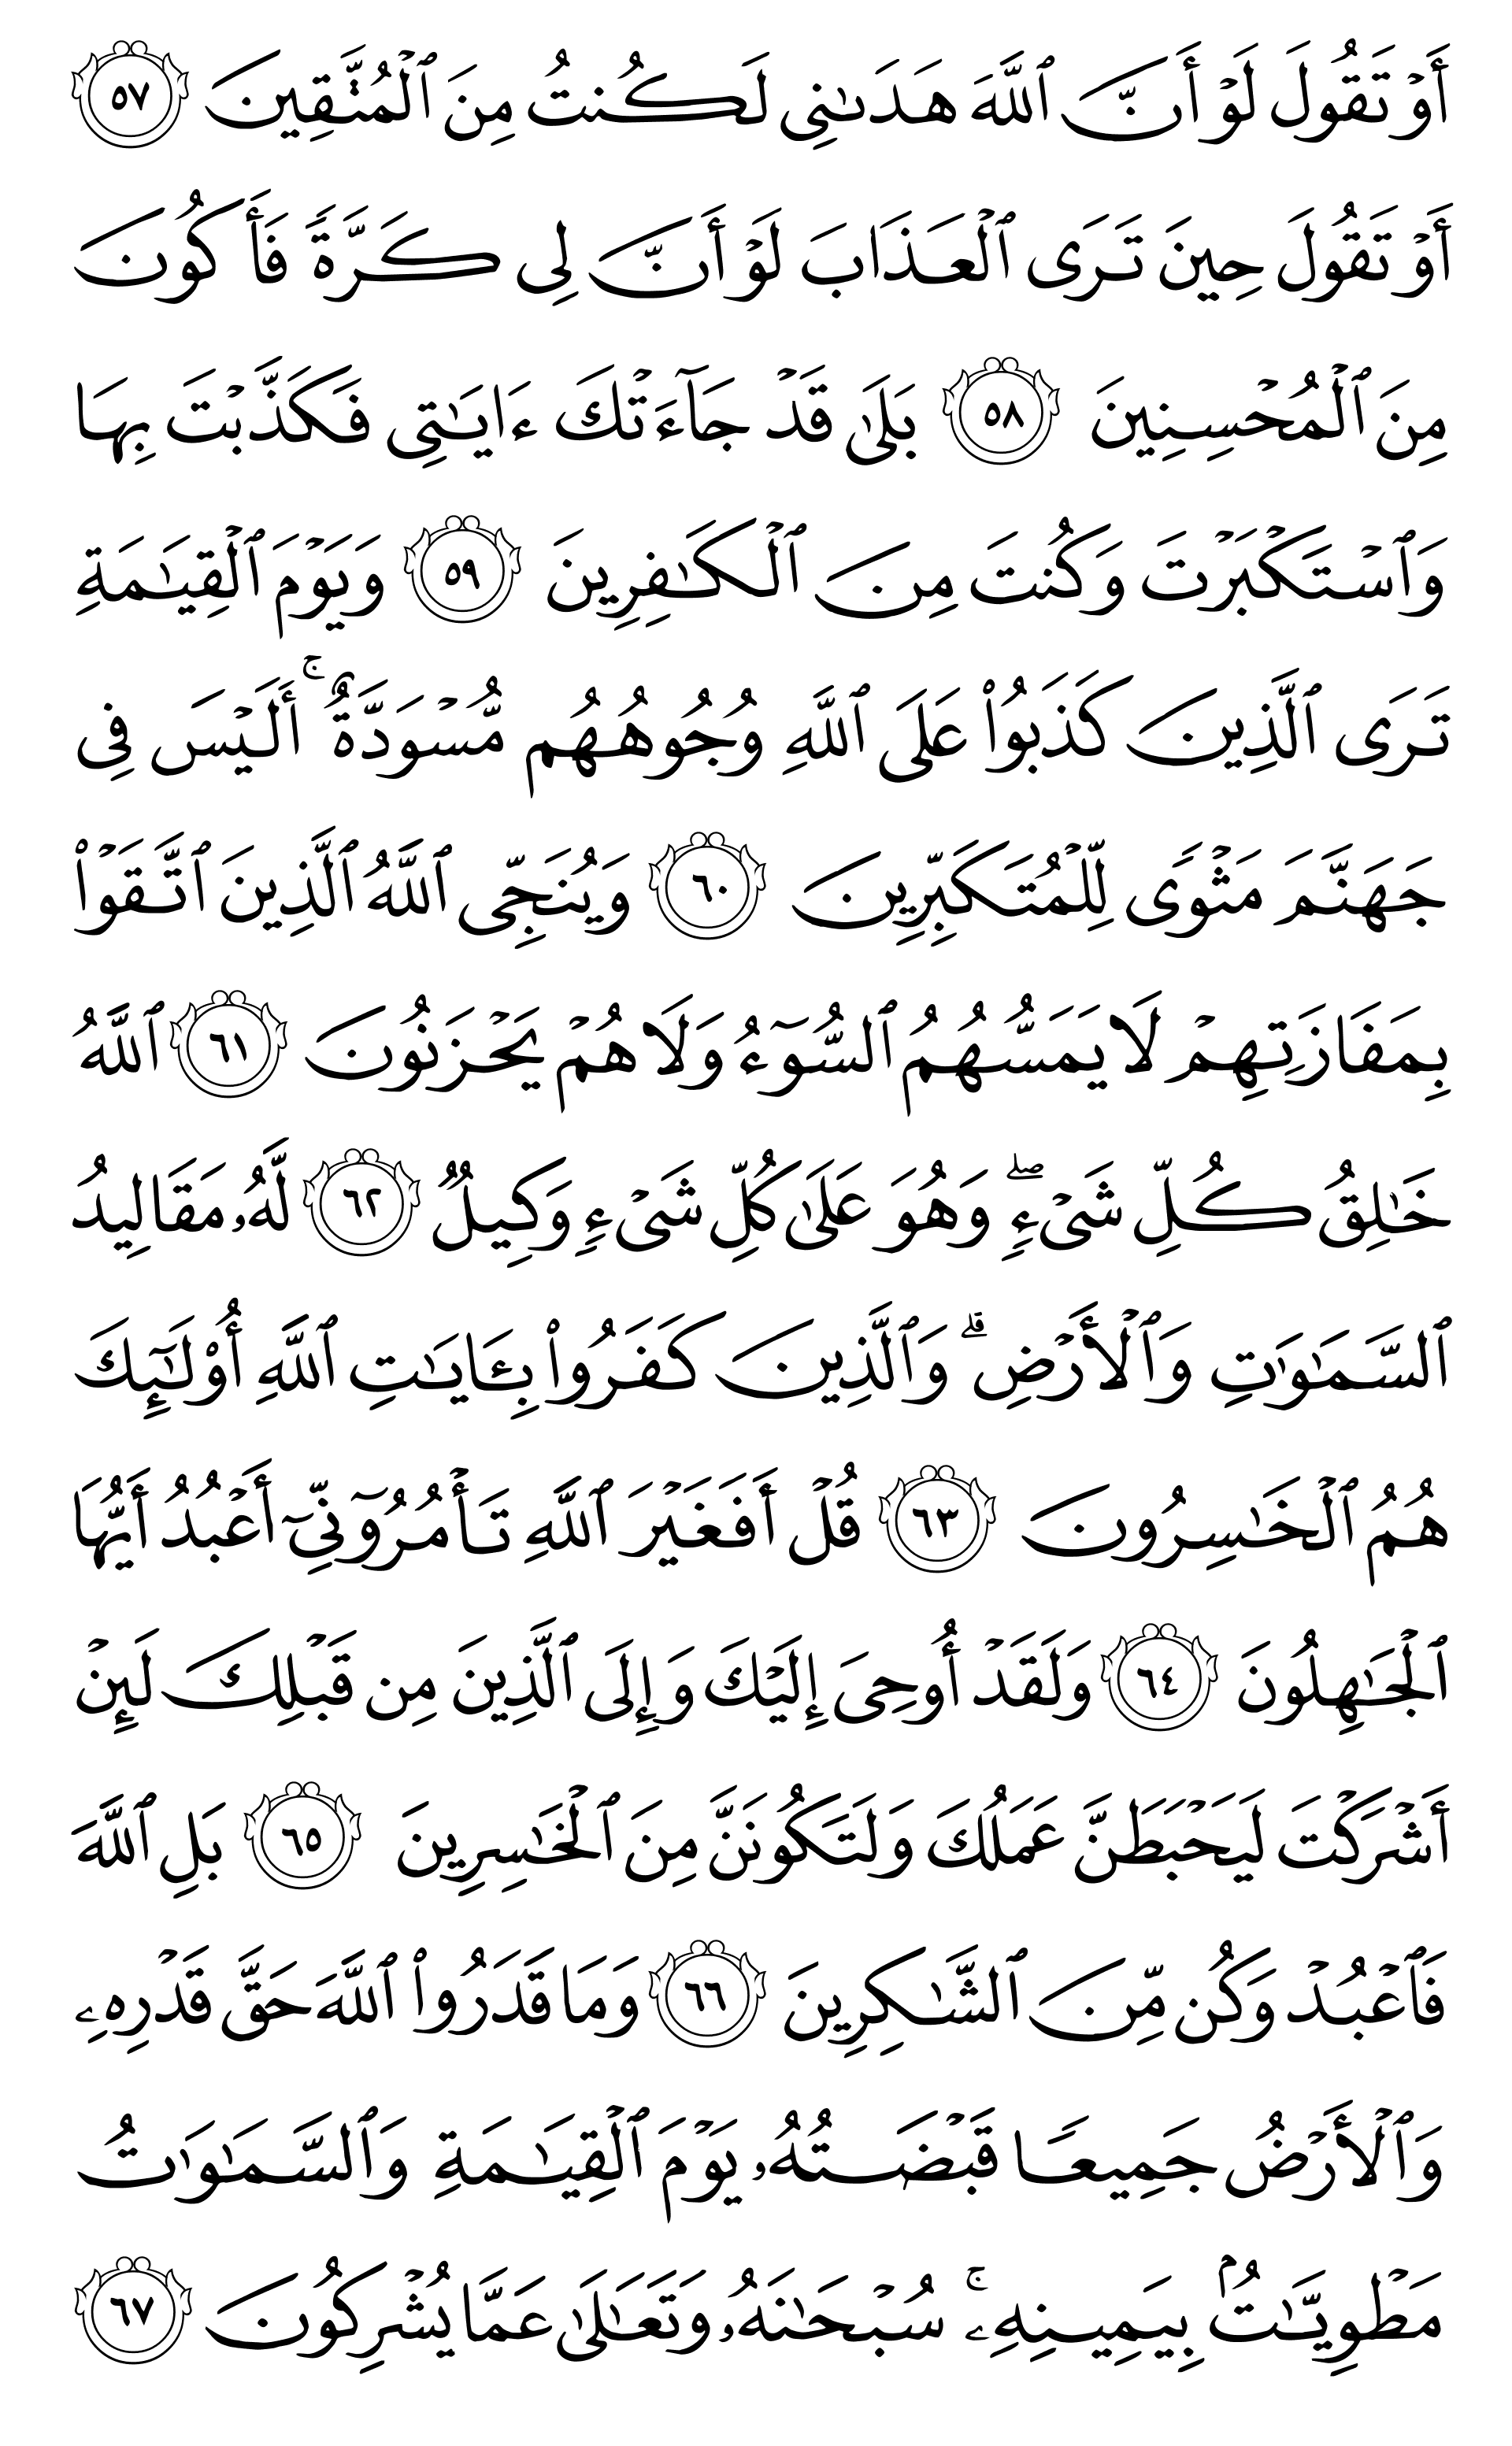 أَوۡ تَقُولَ لَوۡ أَنَّ ٱللَّهَ هَدَىٰنِي لَكُنتُ مِنَ ٱلۡمُتَّقِينَ ٥٧
أَوۡ تَقُولَ حِينَ تَرَى ٱلۡعَذَابَ لَوۡ أَنَّ لِي كَرَّةٗ فَأَكُونَ
مِنَ ٱلۡمُحۡسِنِينَ ٥٨ بَلَىٰ قَدۡ جَآءَتۡكَ ءَايَٰتِي فَكَذَّبۡتَ بِهَا
وَٱسۡتَكۡبَرۡتَ وَكُنتَ مِنَ ٱلۡكَٰفِرِينَ ٥٩ وَيَوۡمَ ٱلۡقِيَٰمَةِ
تَرَى ٱلَّذِينَ كَذَبُواْ عَلَى ٱللَّهِ وُجُوهُهُم مُّسۡوَدَّةٌۚ أَلَيۡسَ فِي
جَهَنَّمَ مَثۡوٗى لِّلۡمُتَكَبِّرِينَ ٦٠ وَيُنَجِّي ٱللَّهُ ٱلَّذِينَ ٱتَّقَوۡاْ
بِمَفَازَتِهِمۡ لَا يَمَسُّهُمُ ٱلسُّوٓءُ وَلَا هُمۡ يَحۡزَنُونَ ٦١ ٱللَّهُ
خَٰلِقُ كُلِّ شَيۡءٖۖ وَهُوَ عَلَىٰ كُلِّ شَيۡءٖ وَكِيلٞ ٦٢ لَّهُۥ مَقَالِيدُ
ٱلسَّمَٰوَٰتِ وَٱلۡأَرۡضِۗ وَٱلَّذِينَ كَفَرُواْ بِـَٔايَٰتِ ٱللَّهِ أُوْلَٰٓئِكَ
هُمُ ٱلۡخَٰسِرُونَ ٦٣ قُلۡ أَفَغَيۡرَ ٱللَّهِ تَأۡمُرُوٓنِّيٓ أَعۡبُدُ أَيُّهَا
ٱلۡجَٰهِلُونَ ٦٤ وَلَقَدۡ أُوحِيَ إِلَيۡكَ وَإِلَى ٱلَّذِينَ مِن قَبۡلِكَ لَئِنۡ
أَشۡرَكۡتَ لَيَحۡبَطَنَّ عَمَلُكَ وَلَتَكُونَنَّ مِنَ ٱلۡخَٰسِرِينَ ٦٥ بَلِ ٱللَّهَ
فَٱعۡبُدۡ وَكُن مِّنَ ٱلشَّٰكِرِينَ ٦٦ وَمَا قَدَرُواْ ٱللَّهَ حَقَّ قَدۡرِهِۦ
وَٱلۡأَرۡضُ جَمِيعٗا قَبۡضَتُهُۥ يَوۡمَ ٱلۡقِيَٰمَةِ وَٱلسَّمَٰوَٰتُ
مَطۡوِيَّٰتُۢ بِيَمِينِهِۦۚ سُبۡحَٰنَهُۥ وَتَعَٰلَىٰ عَمَّا يُشۡرِكُونَ ٦٧